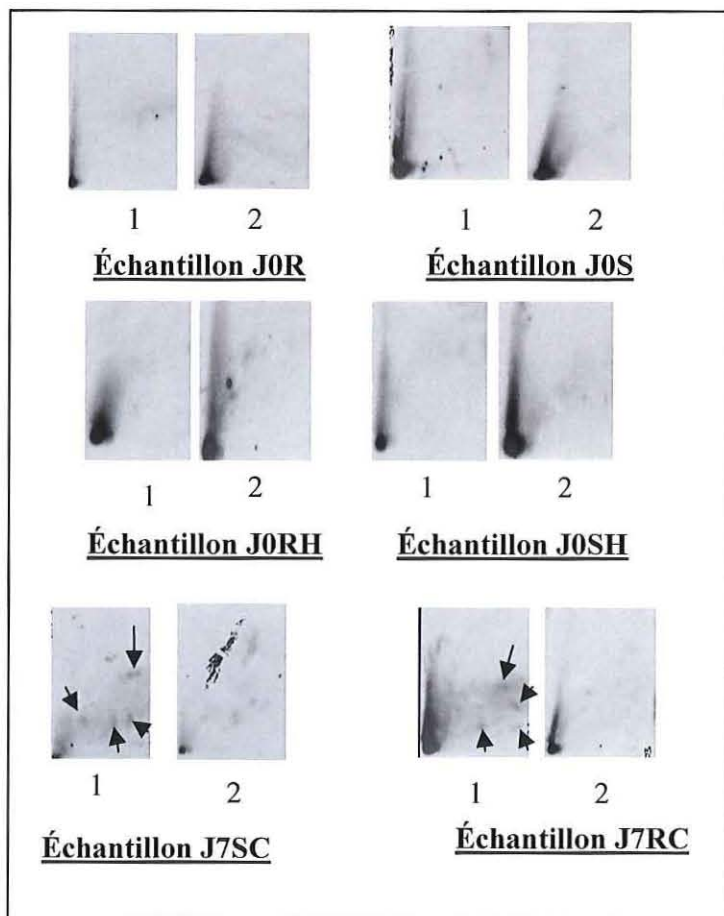 1 2
Échantillon J0R
1 2
Échantillon J0S
1 2
Échantillon J0RH
1 2
Échantillon J0SH
1 2
Échantillon J7SC
1 2
Échantillon J7RC